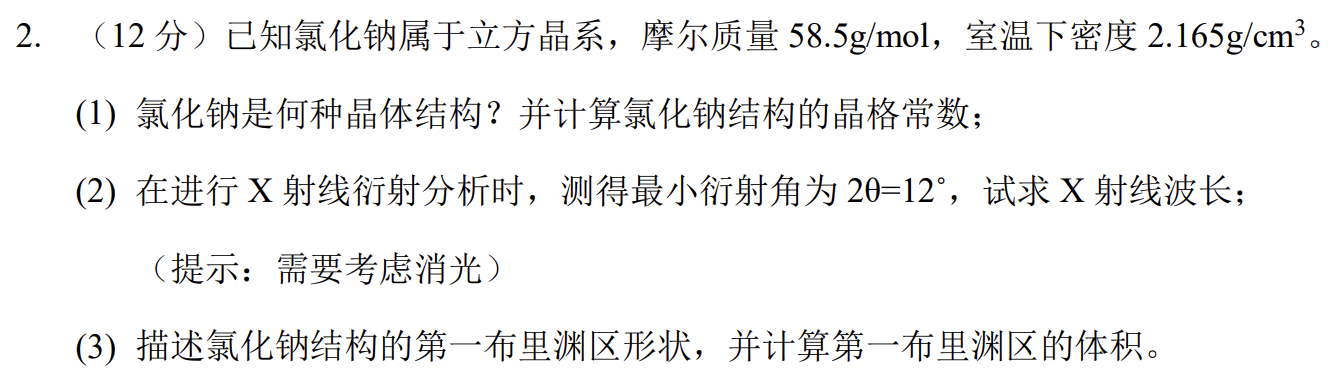 2. （12 分）已知氯化钠属于立方晶系，摩尔质量 58.5g/mol，室温下密度 2.165g/cm³。
(1) 氯化钠是何种晶体结构？并计算氯化钠结构的晶格常数；
(2) 在进行 X 射线衍射分析时，测得最小衍射角为 2θ=12°，试求 X 射线波长；
（提示：需要考虑消光）
(3) 描述氯化钠结构的第一布里渊区形状，并计算第一布里渊区的体积。